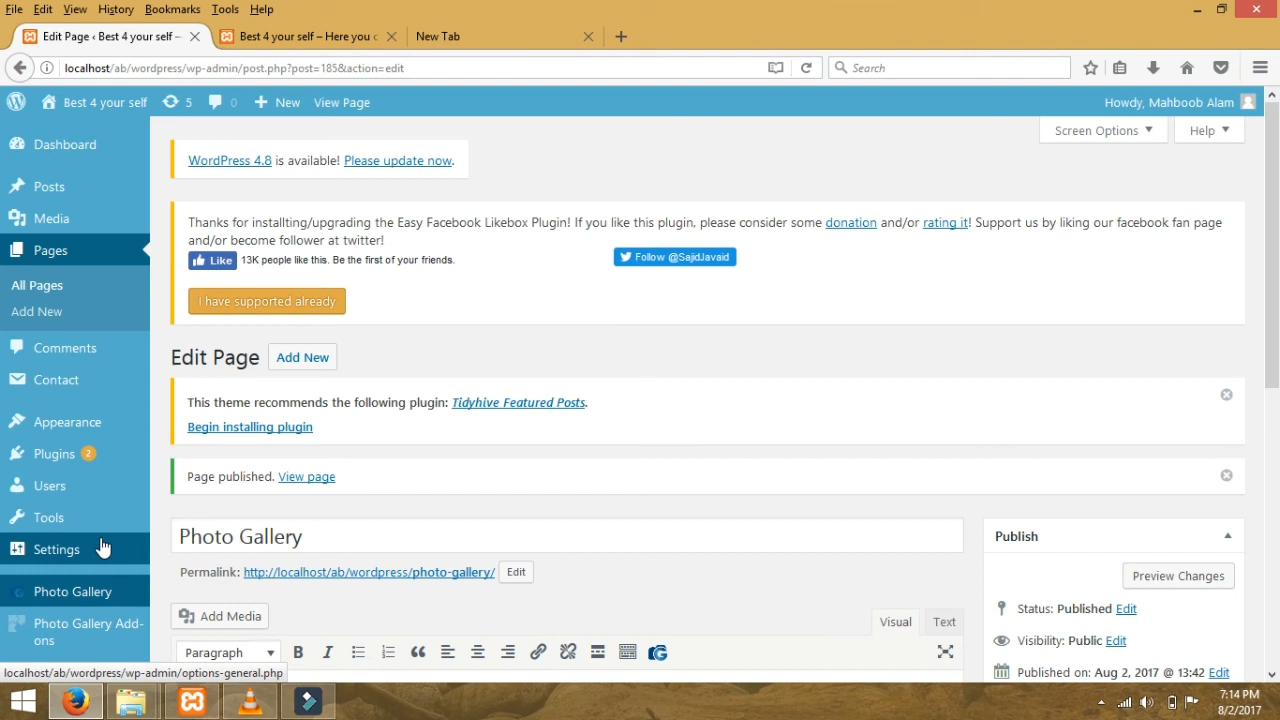 File Edit View History Bookmarks Tools Help
Edit Page ‹ Best 4 your self —
Best 4 your self – Here you c
New Tab
localhost/ab/wordpress/wp-admin/post.php?post=185&action=edit
Search
Best 4 your self 5 0 New View Page
Howdy, Mahboob Alam
Screen Options
Help
Dashboard
Posts
Media
Pages
All Pages
Add New
Comments
Contact
Appearance
Plugins 2
Users
Tools
Settings
Photo Gallery
Photo Gallery Add-
ons
WordPress 4.8 is available! Please update now.
Thanks for installting/upgrading the Easy Facebook Likebox Plugin! If you like this plugin, please consider some donation and/or rating it! Support us by liking our facebook fan page
and/or become follower at twitter!
Like 13K people like this. Be the first of your friends.
Follow @SajidJavaid
I have supported already
Edit Page Add New
This theme recommends the following plugin: Tidyhive Featured Posts.
Begin installing plugin
Page published. View page
Photo Gallery
Permalink: http://localhost/ab/wordpress/photo-gallery/ Edit
Add Media
Visual Text
Paragraph
B I
Publish
Preview Changes
Status: Published Edit
Visibility: Public Edit
Published on: Aug 2, 2017 @ 13:42 Edit
localhost/ab/wordpress/wp-admin/options-general.php
7:14 PM
8/2/2017